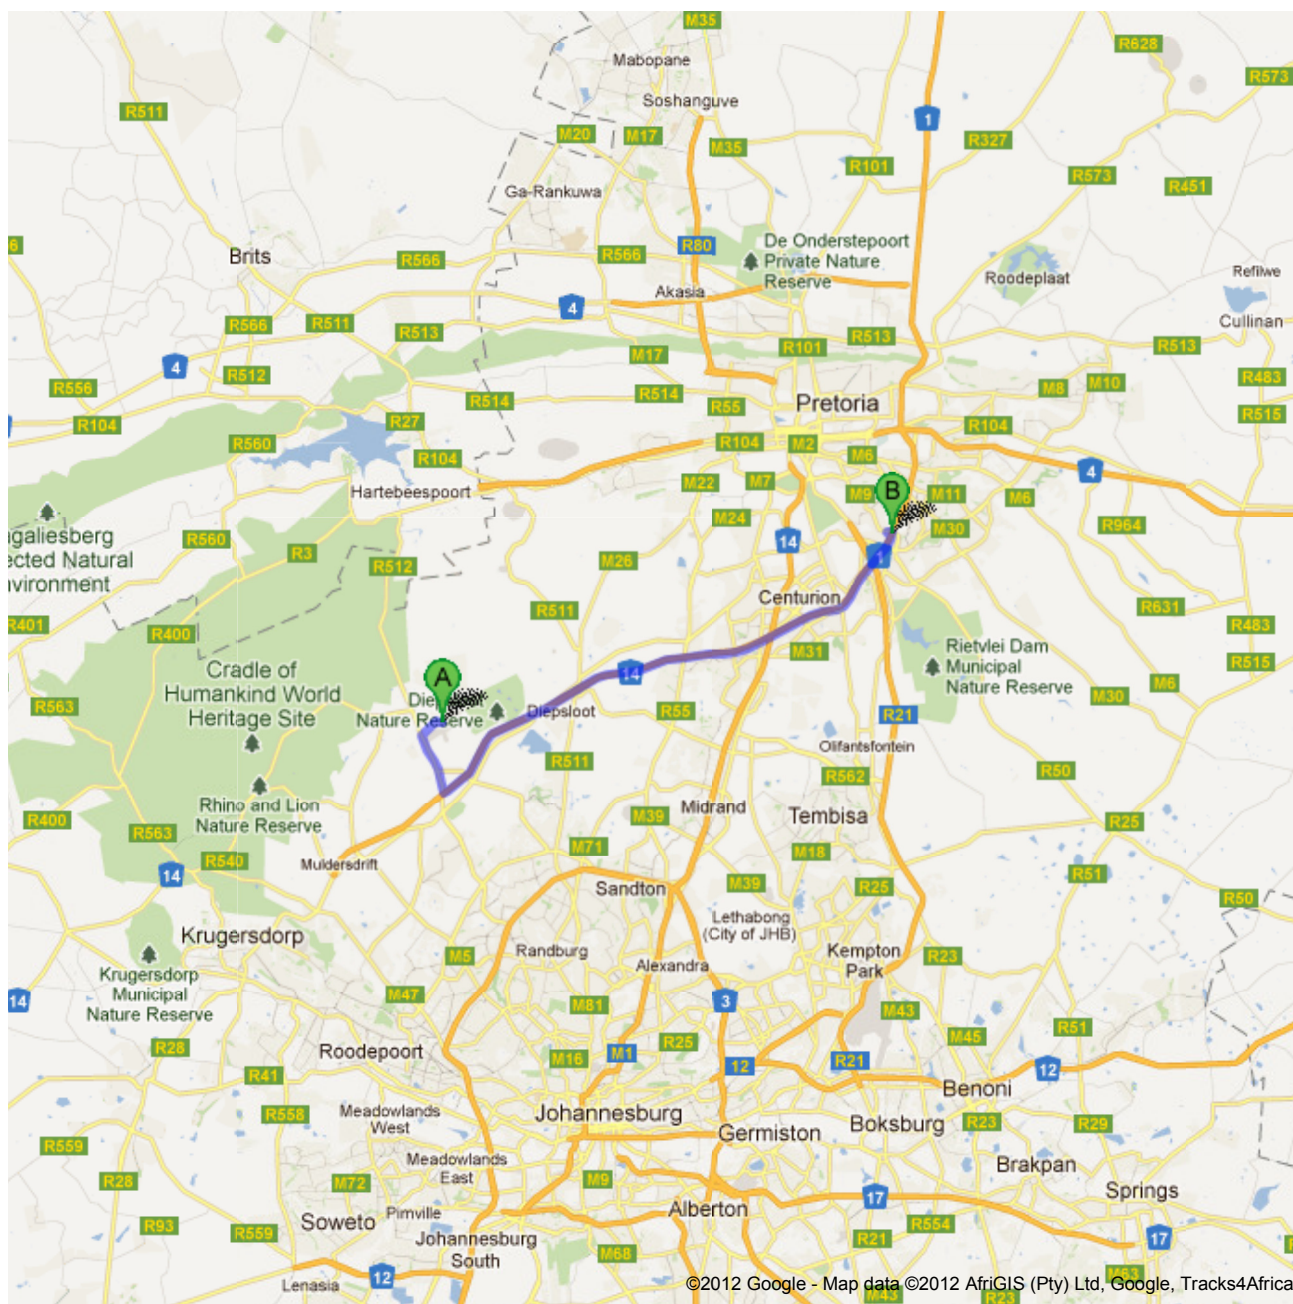 M35
R628
Mabopane
R573
Soshanguve
R511
1
M20
M17
R327
M35
R101
R573
R451
Ga-Rankuwa
6
R80
De Onderstepoort
Private Nature
Reserve
Brits
R566
R566
Roodeplaat
Refilwe
Akasia
4
Cullinan
R566
R511
R513
R513
R101
R513
M17
4
R512
R556
R514
R514
M8
M10
R483
R55
Pretoria
R515
R104
R27
R104
R560
R104
M2
M6
R104
4
Hartebeespoort
M22
M7
M9
B
M11
M6
M24
M30
R964
galiesberg
ected Natural
nvironment
R560
R3
14
1
R512
M26
Centurion
R511
R631
R401
R400
R483
M31
Rietvlei Dam
Municipal
Nature Reserve
R515
Cradle of
Humankind World
Heritage Site
A
14
M6
M30
R563
Die
Nature Reserve
Diepsloot
R55
R21
Olifantsfontein
R511
R562
R50
Rhino and Lion
Nature Reserve
Midrand
R400
R563
M39
Tembisa
R25
R540
Muldersdrift
M71
M18
14
Sandton
M39
R25
R51
R50
Lethabong
(City of JHB)
Krugersdorp
M5
Randburg
Kempton
Park
R23
Alexandra
Krugersdorp
Municipal
Nature Reserve
14
M47
M81
3
M43
R51
M45
R28
Roodepoort
M16
M1
R25
12
R21
12
R41
Benoni
Meadowlands
West
Johannesburg
R558
Boksburg
R23
R29
Germiston
R559
Meadowlands
East
Brakpan
R28
M72
M9
Springs
17
Alberton
R93
Soweto
Pimville
R559
R554
R21
Johannesburg
South
M68
17
12
Lenasia
M63
M43
R23
©2012 Google - Map data ©2012 AfriGIS (Pty) Ltd, Google, Tracks4Africa